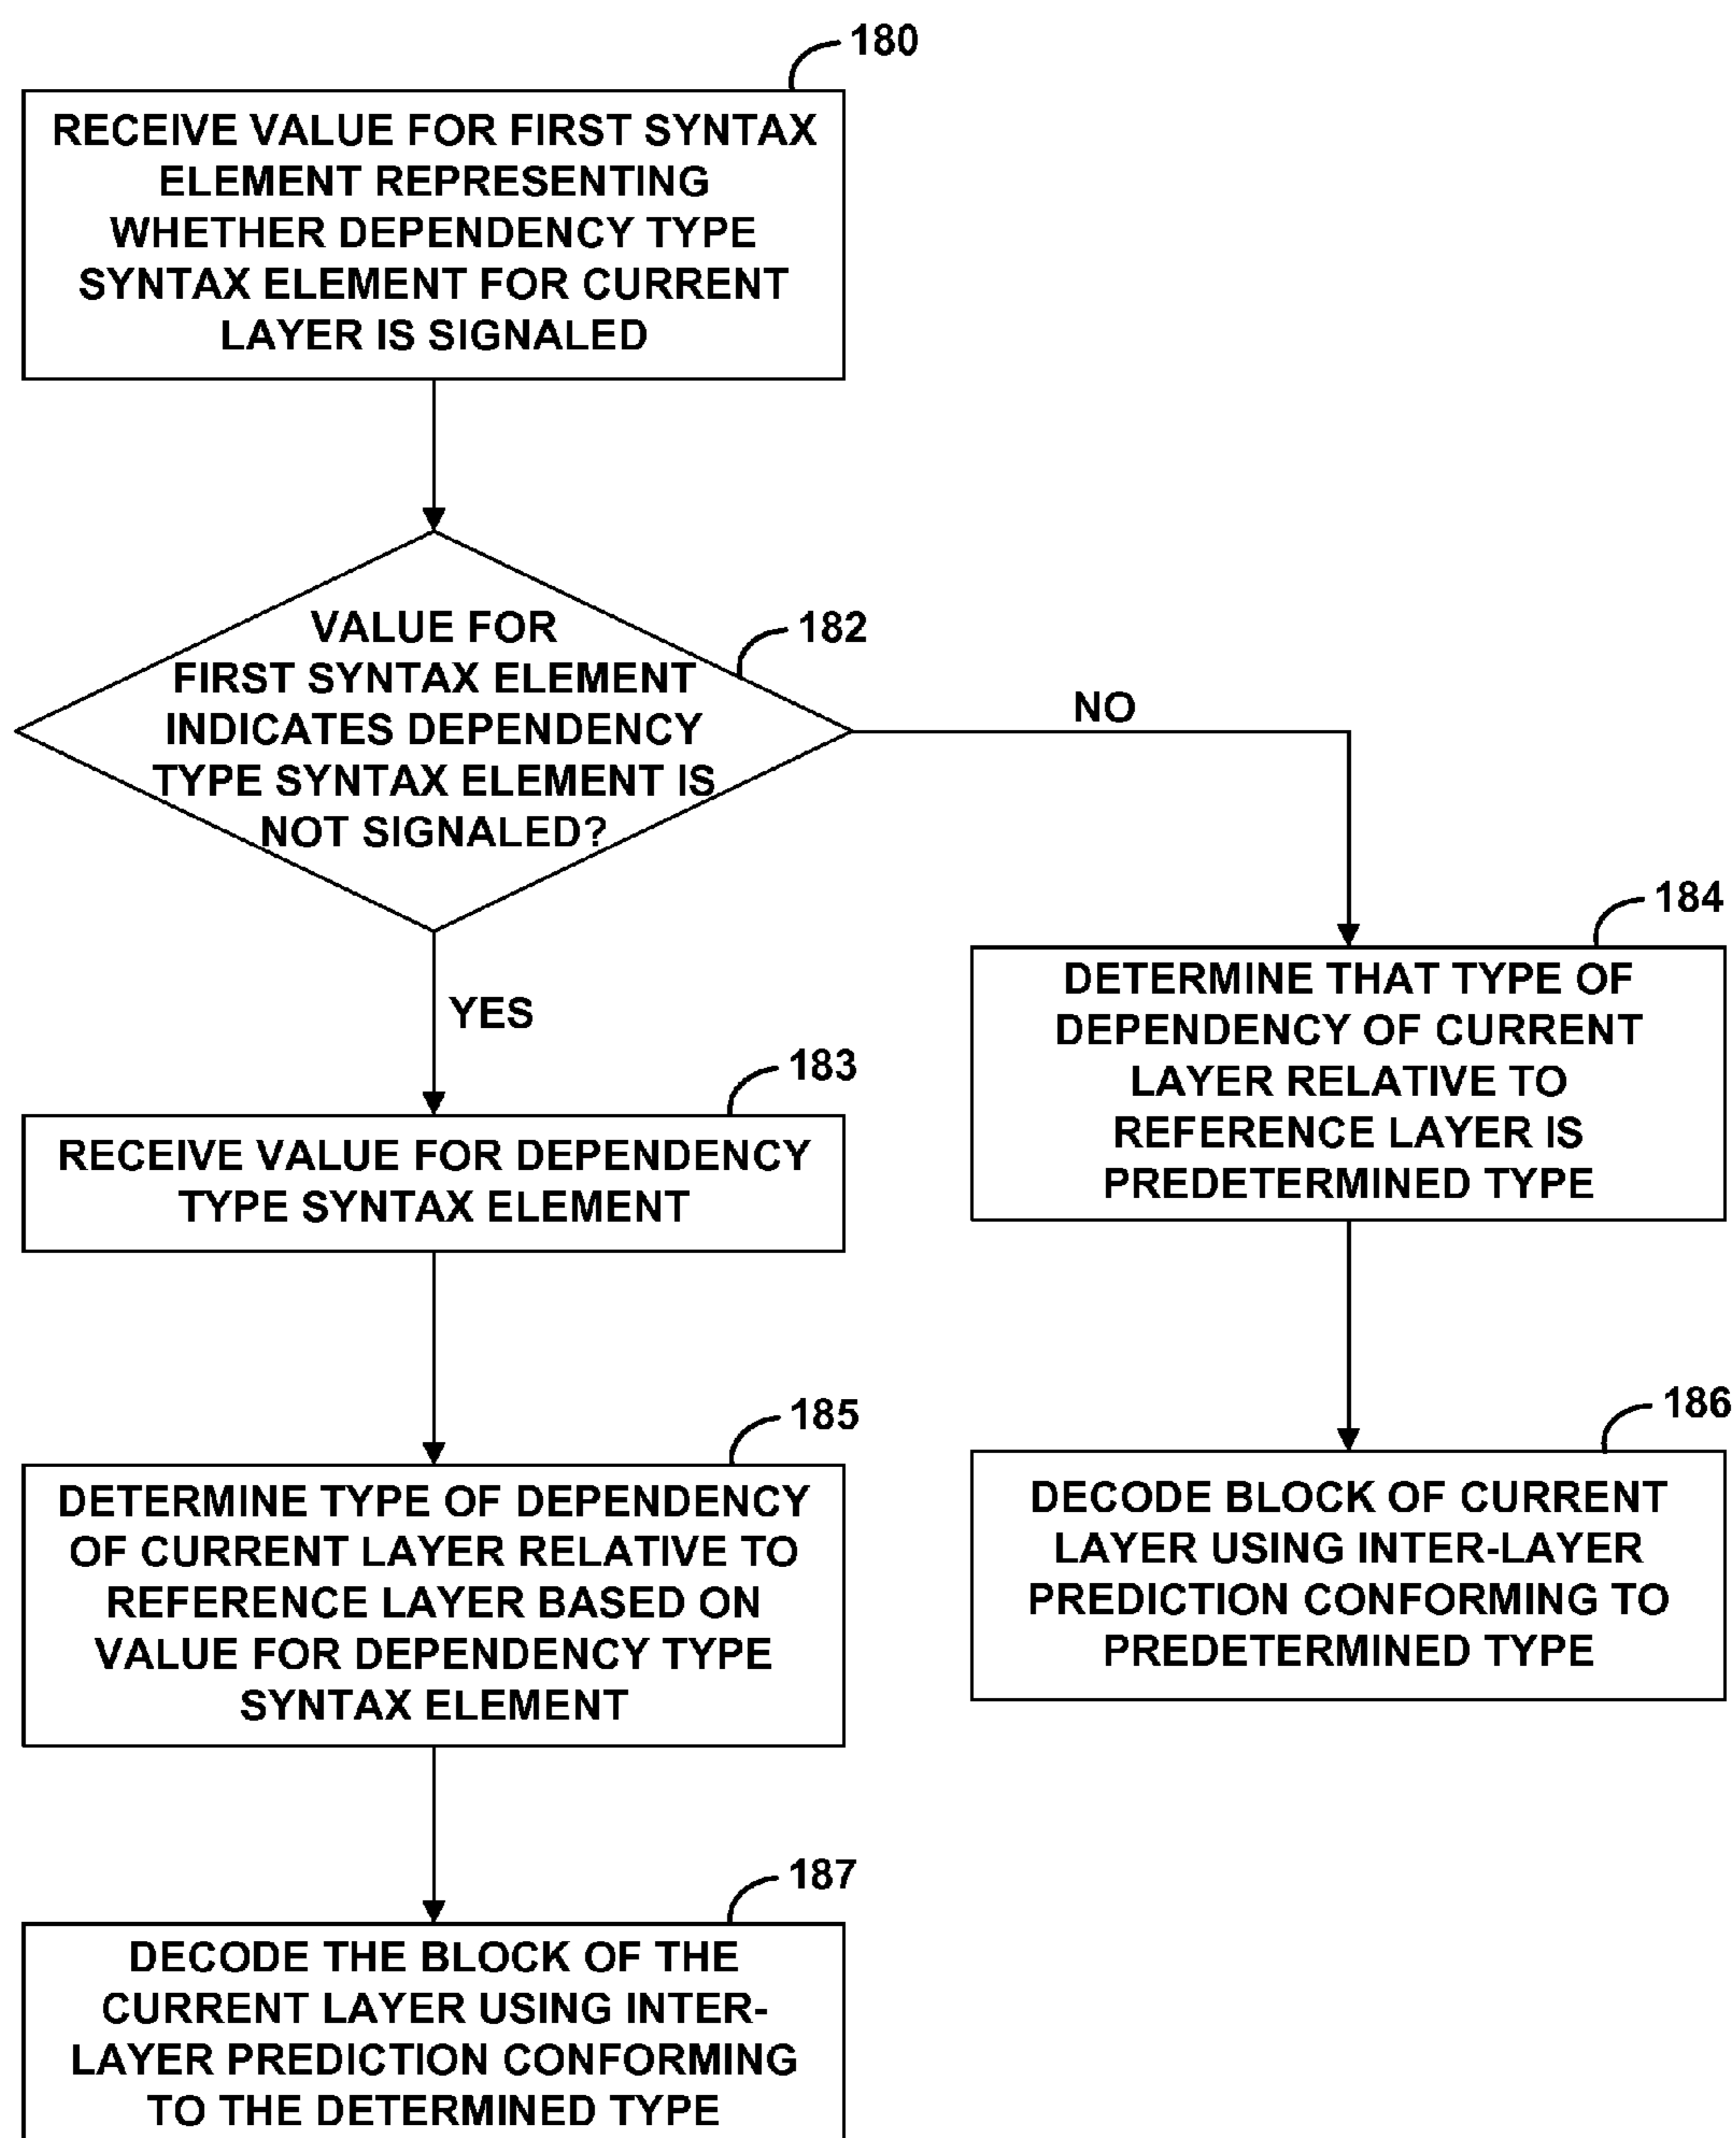 180
RECEIVE VALUE FOR FIRST SYNTAX
ELEMENT REPRESENTING
WHETHER DEPENDENCY TYPE
SYNTAX ELEMENT FOR CURRENT
LAYER IS SIGNALED
182
VALUE FOR
FIRST SYNTAX ELEMENT
INDICATES DEPENDENCY
TYPE SYNTAX ELEMENT IS
NOT SIGNALED?
NO
YES
183
RECEIVE VALUE FOR DEPENDENCY
TYPE SYNTAX ELEMENT
184
DETERMINE THAT TYPE OF
DEPENDENCY OF CURRENT
LAYER RELATIVE TO
REFERENCE LAYER IS
PREDETERMINED TYPE
185
DETERMINE TYPE OF DEPENDENCY
OF CURRENT LAYER RELATIVE TO
REFERENCE LAYER BASED ON
VALUE FOR DEPENDENCY TYPE
SYNTAX ELEMENT
186
DECODE BLOCK OF CURRENT
LAYER USING INTER-LAYER
PREDICTION CONFORMING TO
PREDETERMINED TYPE
187
DECODE THE BLOCK OF THE
CURRENT LAYER USING INTER-
LAYER PREDICTION CONFORMING
TO THE DETERMINED TYPE